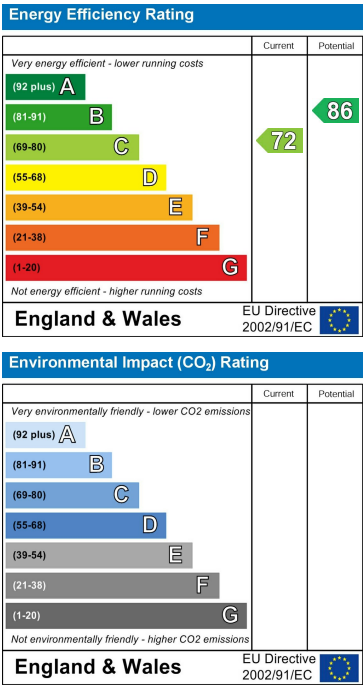 Energy Efficiency Rating
Current Potential
Very energy efficient - lower running costs
(92 plus) A
(81-91) B
(69-80) C
(55-68) D
(39-54) E
(21-38) F
(1-20) G
72
86
Not energy efficient - higher running costs
England & Wales
EU Directive
2002/91/EC
Environmental Impact (CO₂) Rating
Current Potential
Very environmentally friendly - lower CO2 emissions
(92 plus) A
(81-91) B
(69-80) C
(55-68) D
(39-54) E
(21-38) F
(1-20) G
Not environmentally friendly - higher CO2 emissions
England & Wales
EU Directive
2002/91/EC